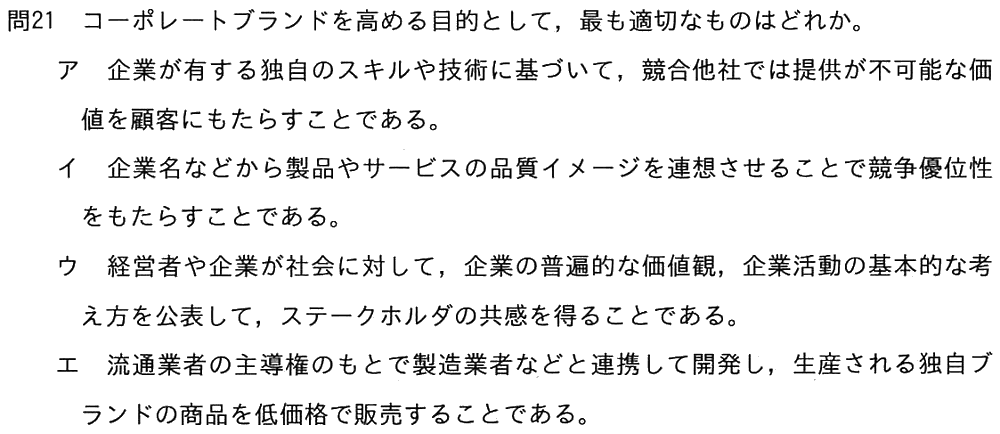 問21　コーポレートブランドを高める目的として，最も適切なものはどれか。
ア　企業が有する独自のスキルや技術に基づいて，競合他社では提供が不可能な価
値を顧客にもたらすことである。
イ　企業名などから製品やサービスの品質イメージを連想させることで競争優位性
をもたらすことである。
ウ　経営者や企業が社会に対して，企業の普遍的な価値観，企業活動の基本的な考
え方を公表して，ステークホルダの共感を得ることである。
エ　流通業者の主導権のもとで製造業者などと連携して開発し，生産される独自ブ
ランドの商品を低価格で販売することである。